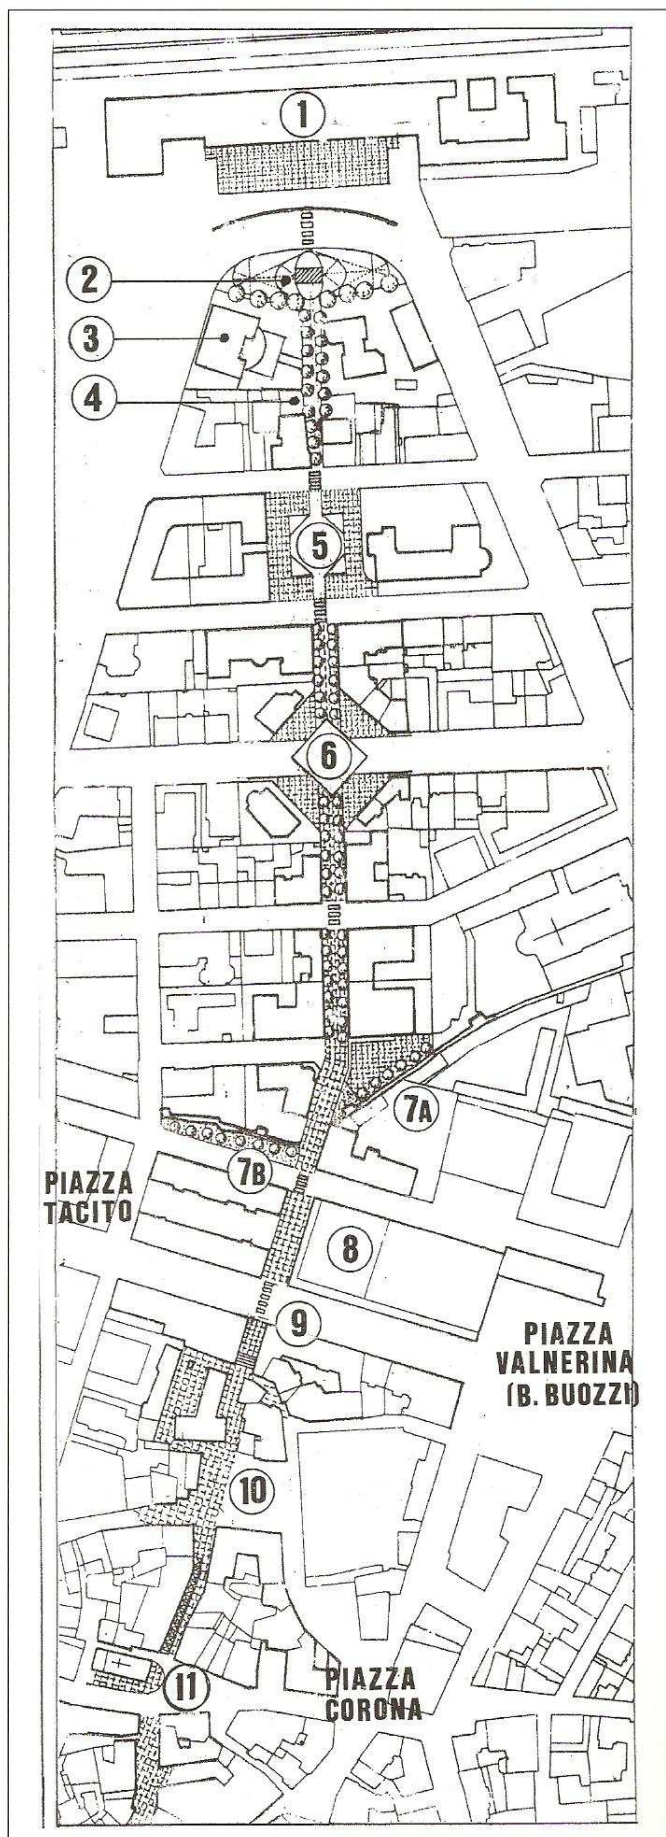 1
2
3
4
5
6
7A
7B
PIAZZA
TACITO
8
9
PIAZZA
VALNERINA
(B. BUOZZI)
10
11
PIAZZA
CORONA